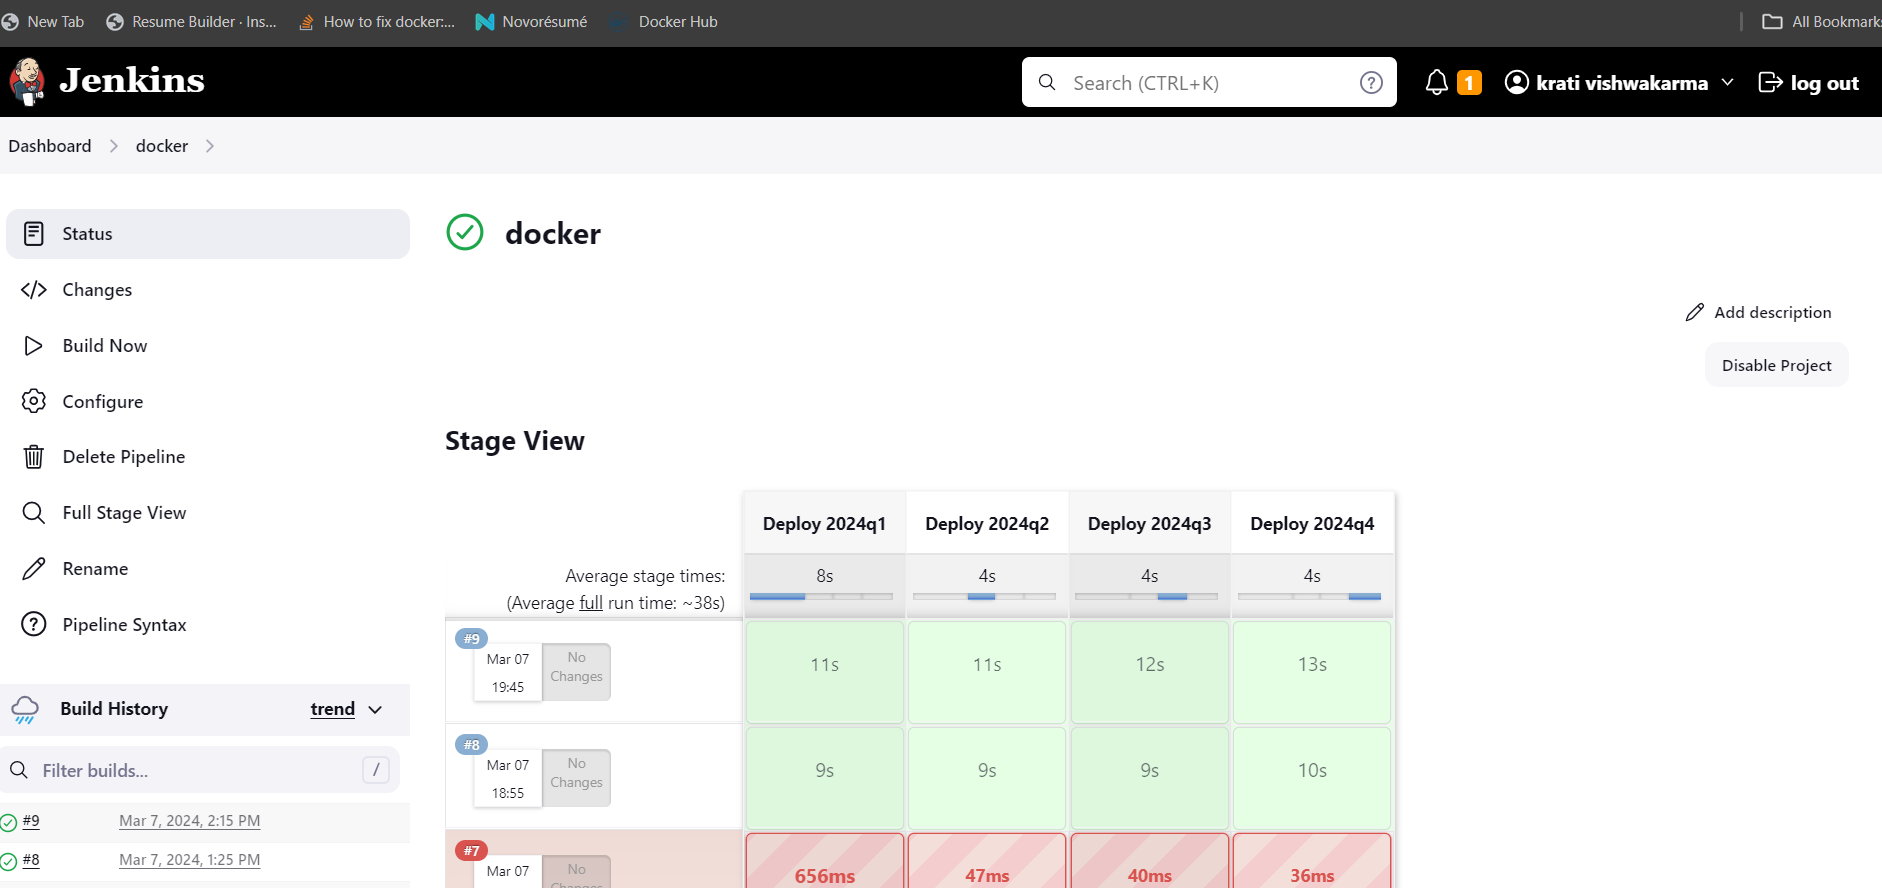 New Tab
Resume Builder · Ins...
How to fix docker:...
Novorésumé
Docker Hub
All Bookmarks
Jenkins
Search (CTRL+K)
?
1
krati vishwakarma
log out
Dashboard
docker
Status
Changes
Build Now
Configure
Delete Pipeline
Full Stage View
Rename
? Pipeline Syntax
Build History
trend
Filter builds...
/
#9 Mar 7, 2024, 2:15 PM
#8 Mar 7, 2024, 1:25 PM
docker
Add description
Disable Project
Stage View
Deploy 2024q1 Deploy 2024q2 Deploy 2024q3 Deploy 2024q4
Average stage times: 8s 4s 4s 4s
(Average full run time: ~38s)
#9
Mar 07
19:45
No
Changes
11s 11s 12s 13s
#8
Mar 07
18:55
No
Changes
9s 9s 9s 10s
#7
Mar 07
No
Changes
656ms 47ms 40ms 36ms